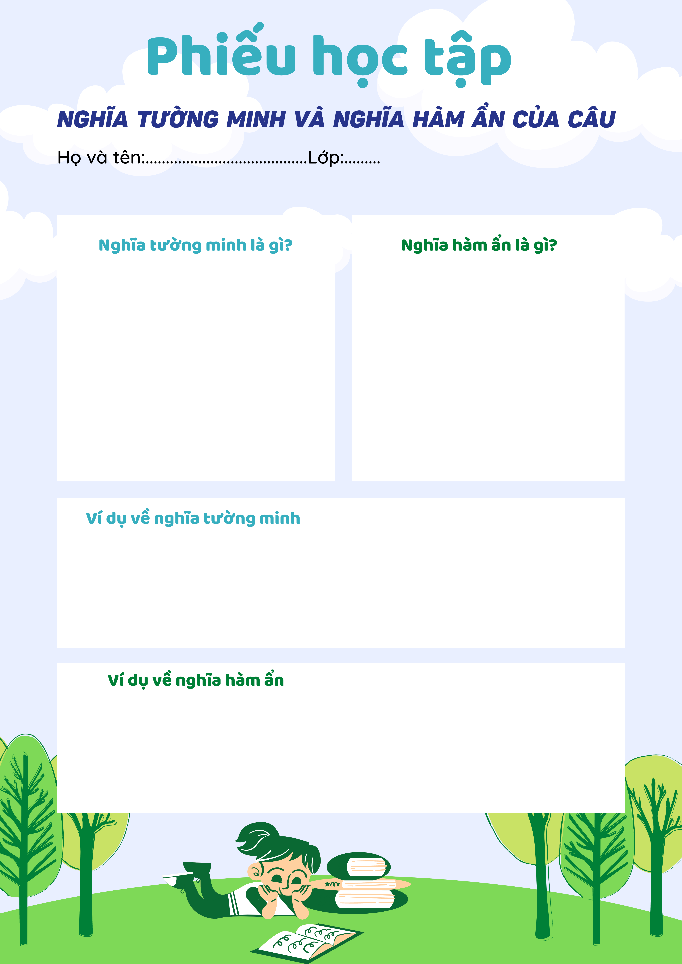 Phiếu học tập
NGHĨA TƯỜNG MINH VÀ NGHĨA HÀM ẨN CỦA CÂU
Họ và tên:........................................Lớp:.........
Nghĩa tường minh là gì?
Nghĩa hàm ẩn là gì?
Ví dụ về nghĩa tường minh
Ví dụ về nghĩa hàm ẩn